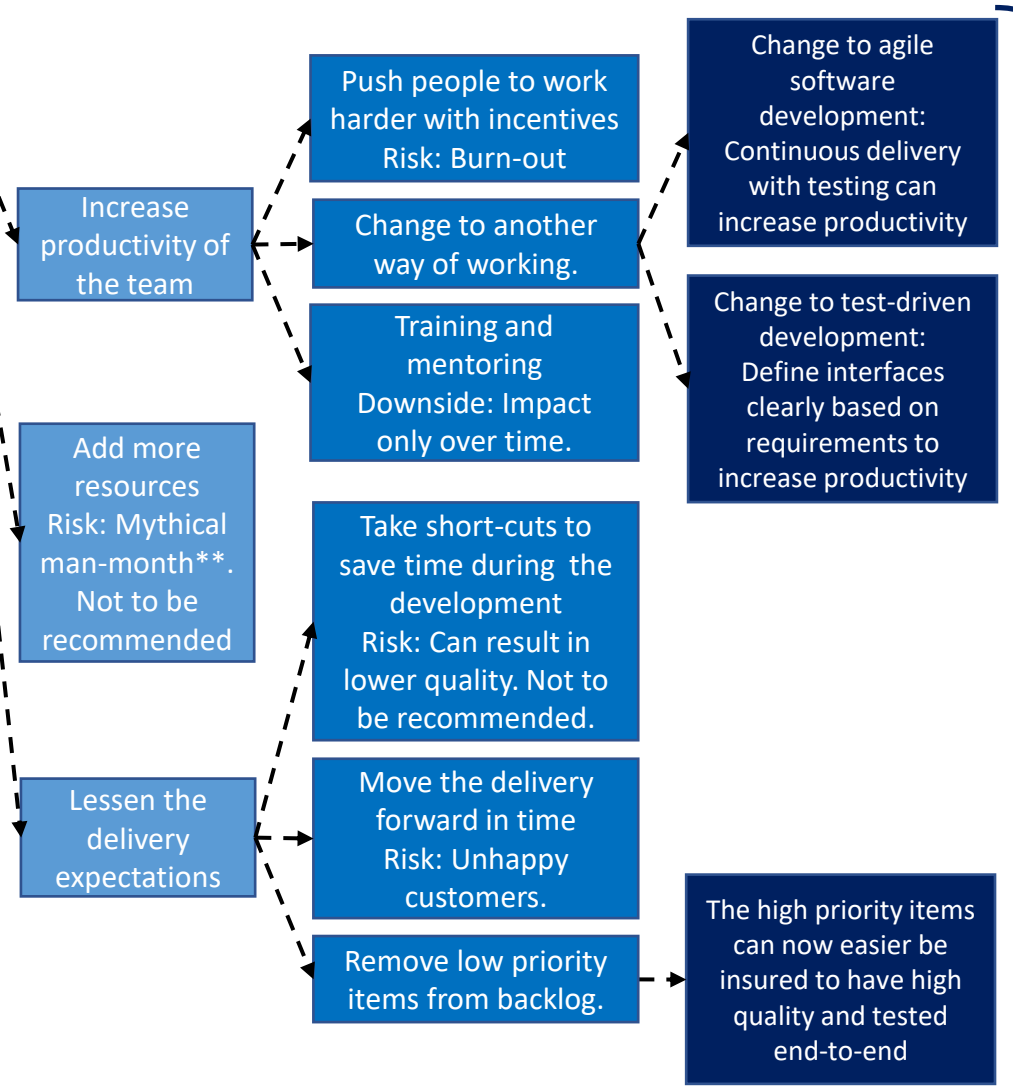 Increase
productivity of
the team
Push people to work
harder with incentives
Risk: Burn-out
Change to another
way of working.
Training and
mentoring
Downside: Impact
only over time.
Change to agile
software
development:
Continuous delivery
with testing can
increase productivity
Change to test-driven
development:
Define interfaces
clearly based on
requirements to
increase productivity
Add more
resources
Risk: Mythical
man-month**.
Not to be
recommended
Lessen the
delivery
expectations
Take short-cuts to
save time during the
development
Risk: Can result in
lower quality. Not to
be recommended.
Move the delivery
forward in time
Risk: Unhappy
customers.
Remove low priority
items from backlog.
The high priority items
can now easier be
insured to have high
quality and tested
end-to-end